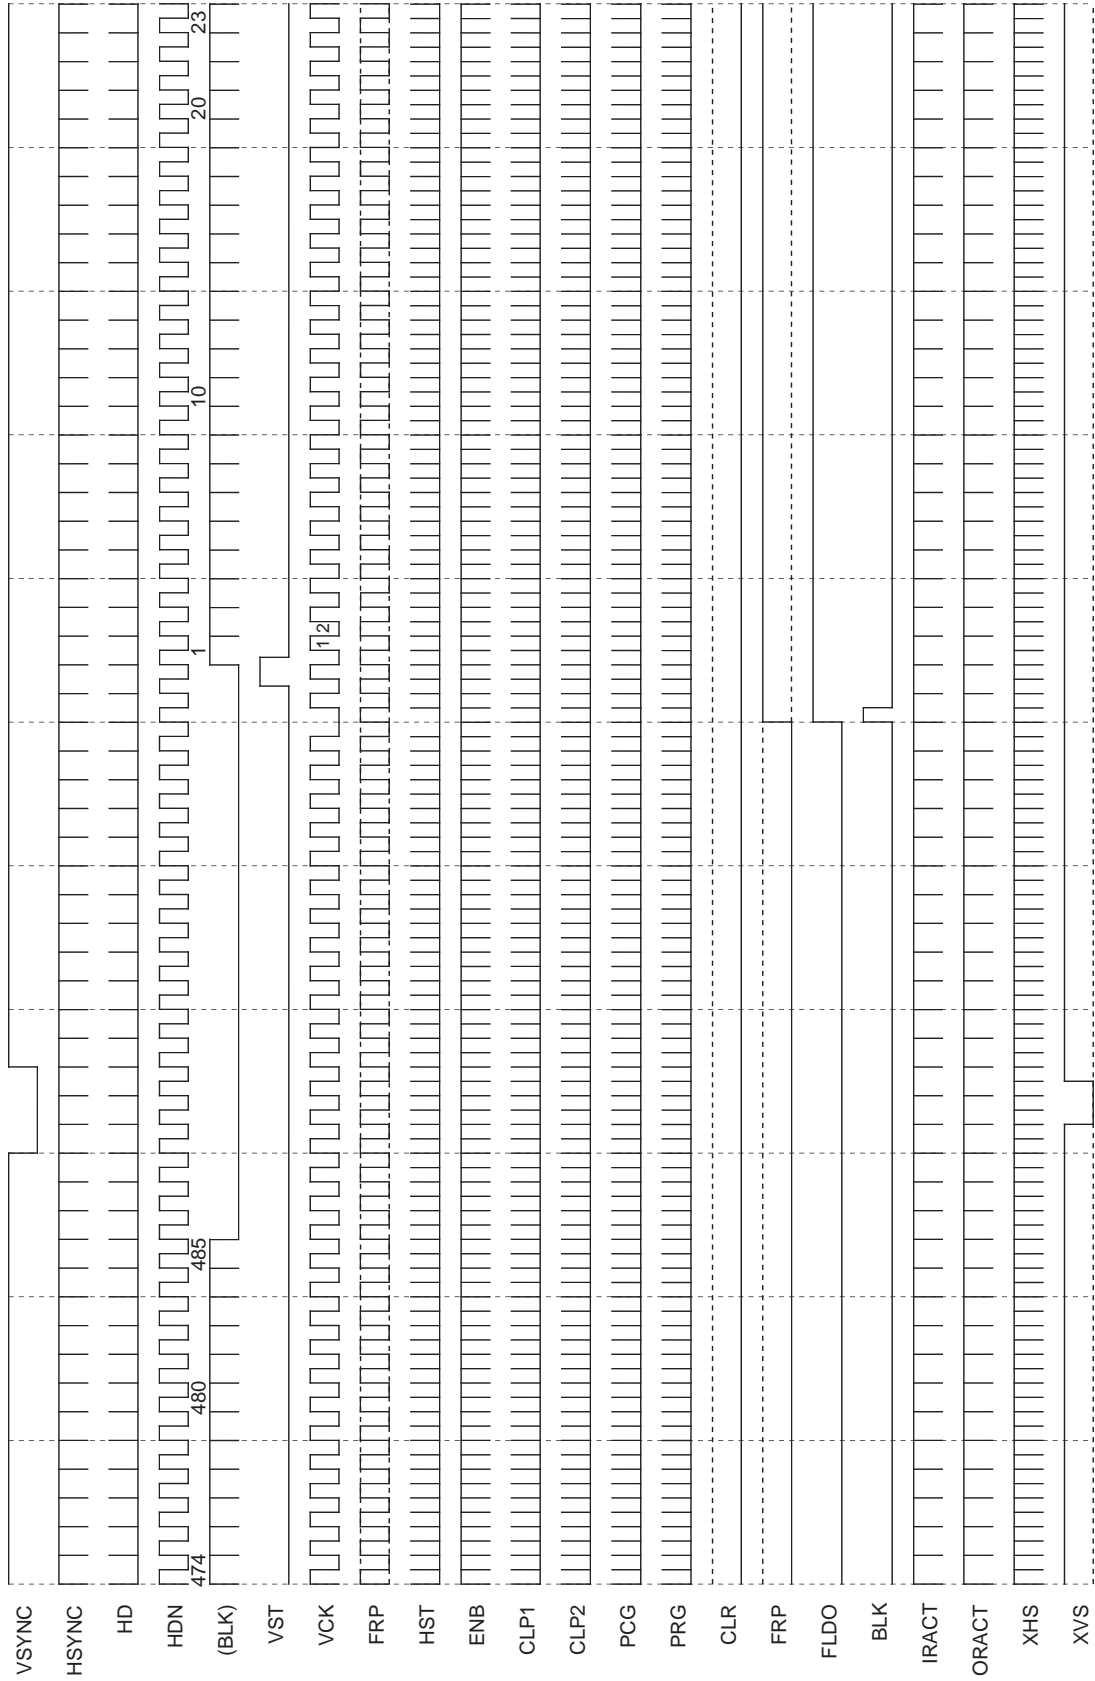 VSYNC
HSYNC
HD
HDN
474 480 485 1 10 20 23
(BLK)
VST
VCK
1 2
FRP
HST
ENB
CLP1
CLP2
PCG
PRG
CLR
FRP
FLDO
BLK
IRACT
ORACT
XHS
XVS